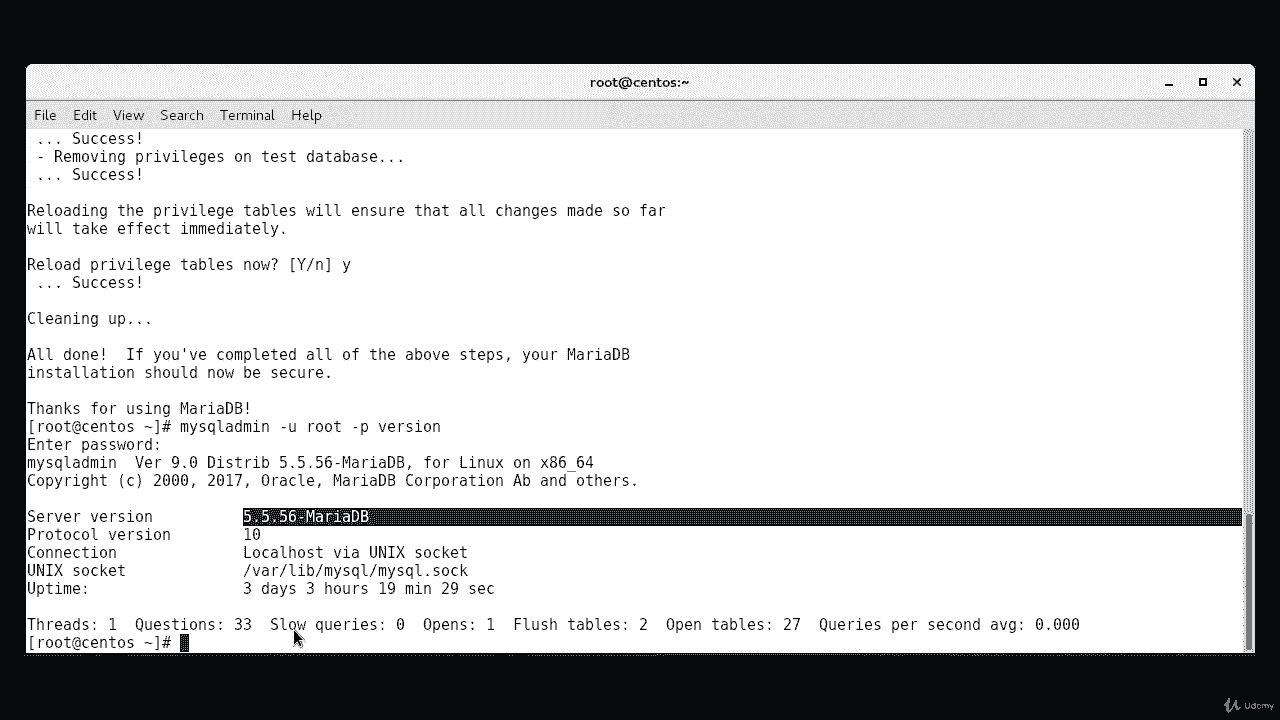 root@centos:~
File Edit View Search Terminal Help
 ... Success!
 - Removing privileges on test database...
 ... Success!
Reloading the privilege tables will ensure that all changes made so far
will take effect immediately.
Reload privilege tables now? [Y/n] y
 ... Success!
Cleaning up...
All done!  If you've completed all of the above steps, your MariaDB
installation should now be secure.
Thanks for using MariaDB!
[root@centos ~]# mysqladmin -u root -p version
Enter password:
mysqladmin  Ver 9.0 Distrib 5.5.56-MariaDB, for Linux on x86_64
Copyright (c) 2000, 2017, Oracle, MariaDB Corporation Ab and others.
Server version          5.5.56-MariaDB
Protocol version        10
Connection              Localhost via UNIX socket
UNIX socket             /var/lib/mysql/mysql.sock
Uptime:                 3 days 3 hours 19 min 29 sec
Threads: 1  Questions: 33  Slow queries: 0  Opens: 1  Flush tables: 2  Open tables: 27  Queries per second avg: 0.000
[root@centos ~]#
Udemy